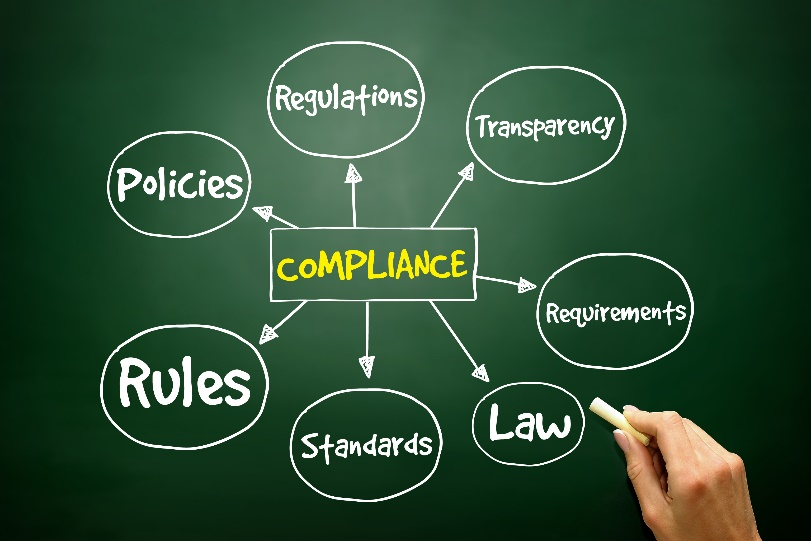 Regulations
Transparency
Policies
COMPLIANCE
Requirements
Rules
Law
Standards